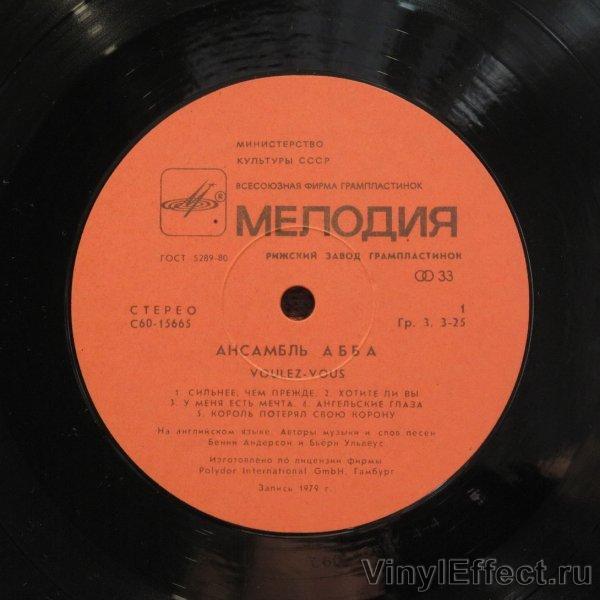 МИНИСТЕРСТВО
КУЛЬТУРЫ СССР
ВСЕСОЮЗНАЯ ФИРМА ГРАМПЛАСТИНОК
®
МЕЛОДИЯ
ГОСТ 5289-80 РИЖСКИЙ ЗАВОД ГРАМПЛАСТИНОК
33
СТЕРЕО 1
С60-15665 Гр. 3. 3-25
АНСАМБЛЬ АББА
VOULEZ-VOUS
1. СИЛЬНЕЕ, ЧЕМ ПРЕЖДЕ. 2. ХОТИТЕ ЛИ ВЫ
3. У МЕНЯ ЕСТЬ МЕЧТА. 4. АНГЕЛЬСКИЕ ГЛАЗА
5. КОРОЛЬ ПОТЕРЯЛ СВОЮ КОРОНУ
На английском языке. Авторы музыки и слов песен
Бенни Андерсон и Бьёрн Ульвеус
Изготовлено по лицензии фирмы
Polydor International GmbH, Гамбург
Запись 1979 г.
VinylEffect.ru